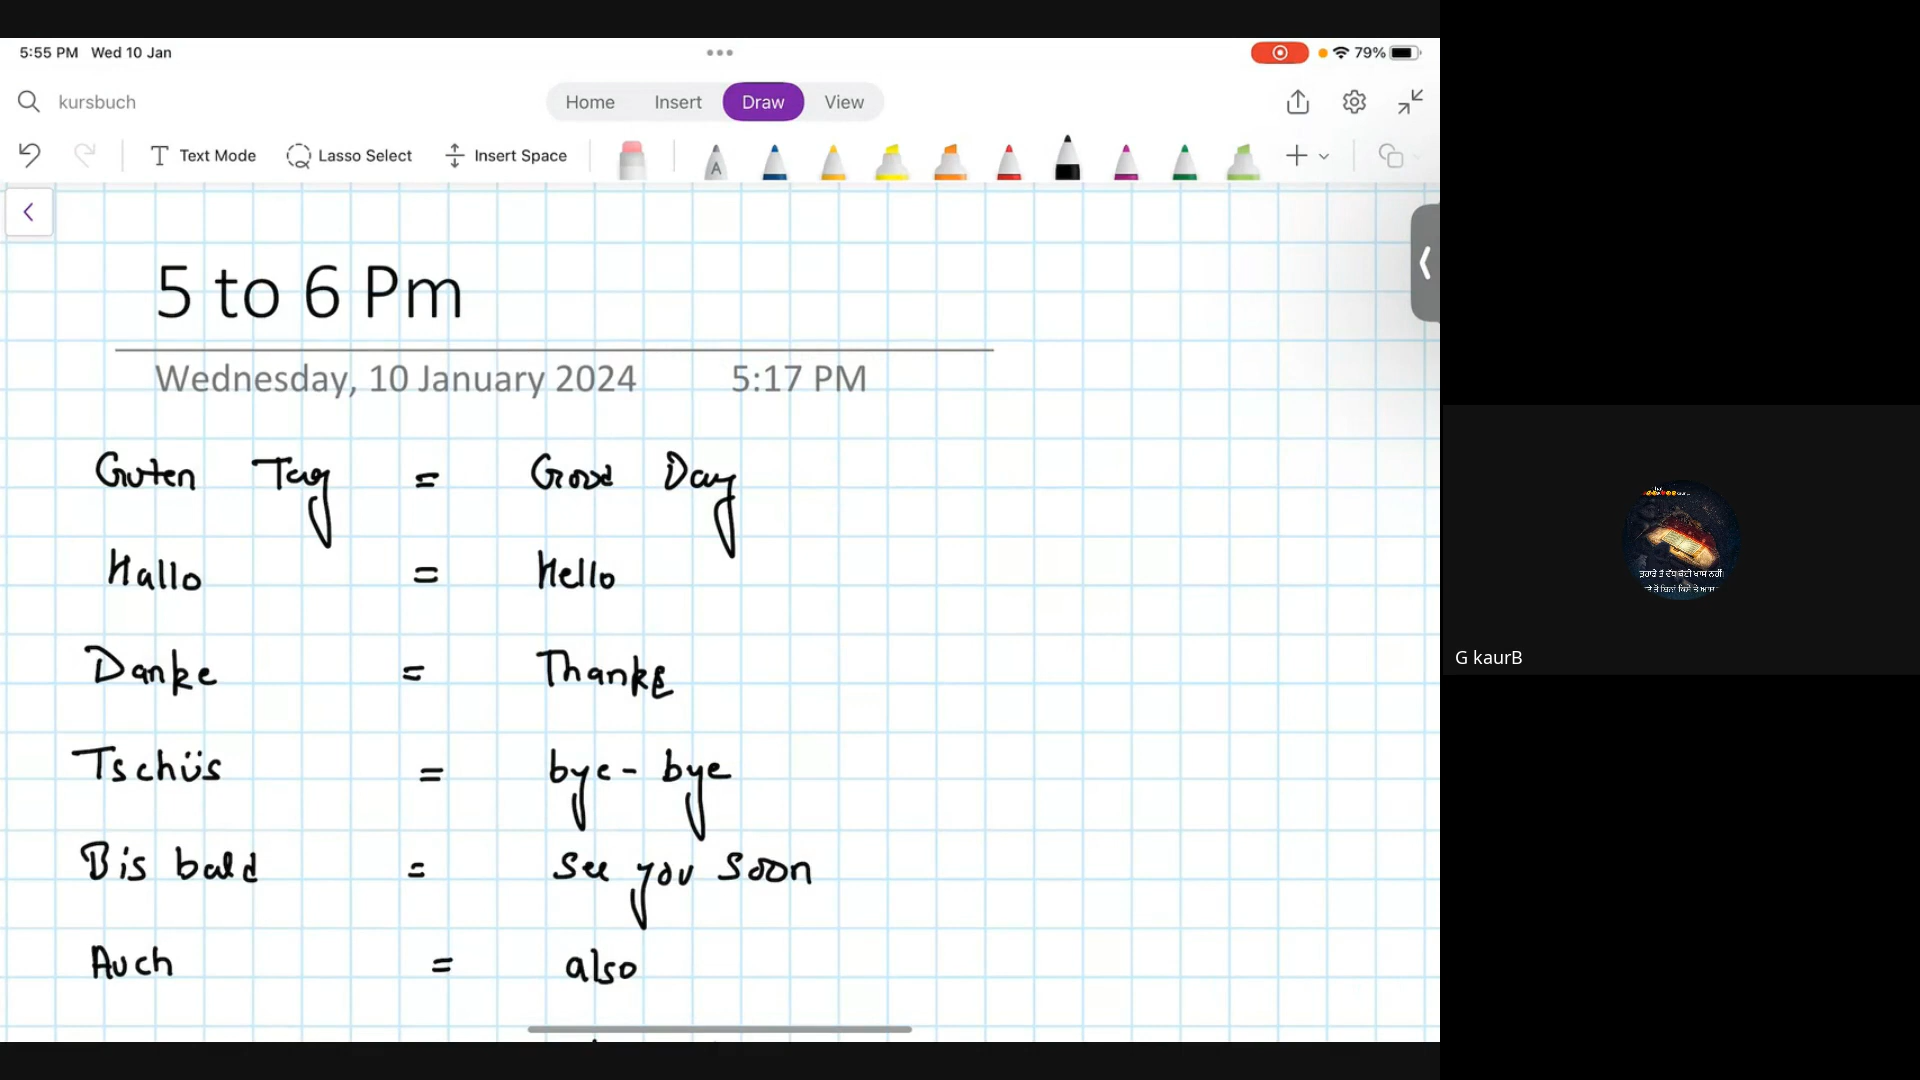 5:55 PM Wed 10 Jan
79%
kursbuch
Home Insert Draw View
Text Mode Lasso Select Insert Space
A
5 to 6 Pm
Wednesday, 10 January 2024 5:17 PM
Guten Tag = Good Day
Hallo = Hello
Danke = Thanks
Tschüs = bye - bye
Bis bald = See you Soon
Auch = also
G kaurB